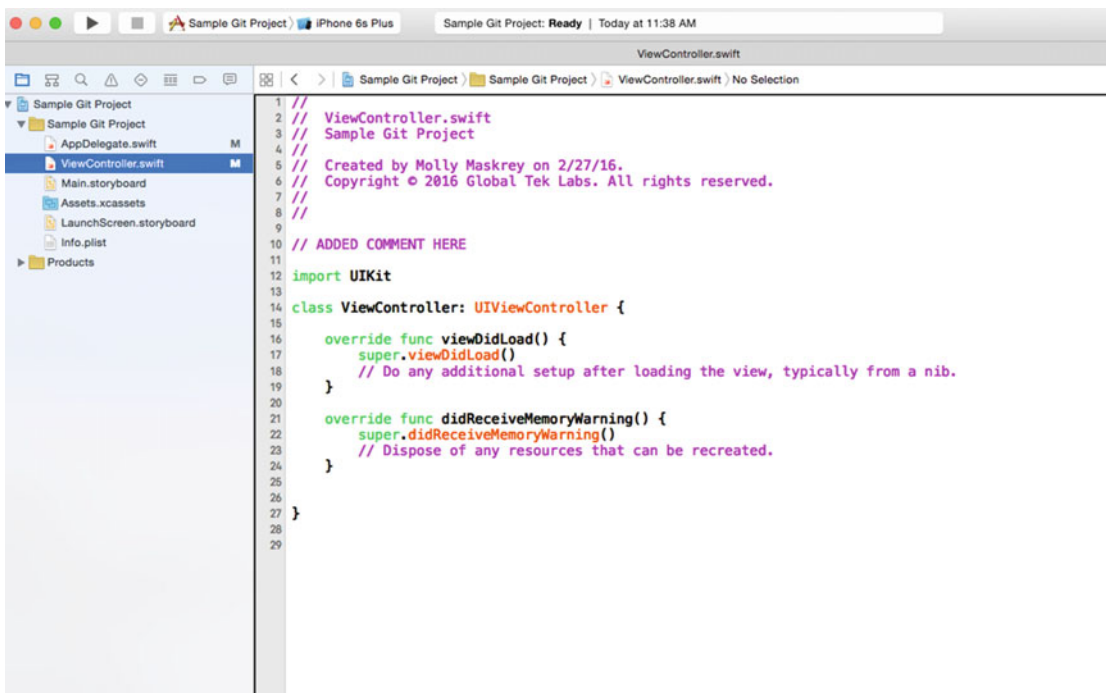 Sample Git Project iPhone 6s Plus Sample Git Project: Ready | Today at 11:38 AM
ViewController.swift
Sample Git Project Sample Git Project ViewController.swift No Selection
Sample Git Project
Sample Git Project
AppDelegate.swift M
ViewController.swift M
Main.storyboard
Assets.xcassets
LaunchScreen.storyboard
Info.plist
Products
1 //
2 // ViewController.swift
3 // Sample Git Project
4 //
5 // Created by Molly Maskrey on 2/27/16.
6 // Copyright © 2016 Global Tek Labs. All rights reserved.
7 //
8 //
9
10 // ADDED COMMENT HERE
11
12 import UIKit
13
14 class ViewController: UIViewController {
15
16 override func viewDidLoad() {
17 super.viewDidLoad()
18 // Do any additional setup after loading the view, typically from a nib.
19 }
20
21 override func didReceiveMemoryWarning() {
22 super.didReceiveMemoryWarning()
23 // Dispose of any resources that can be recreated.
24 }
25
26
27 }
28
29